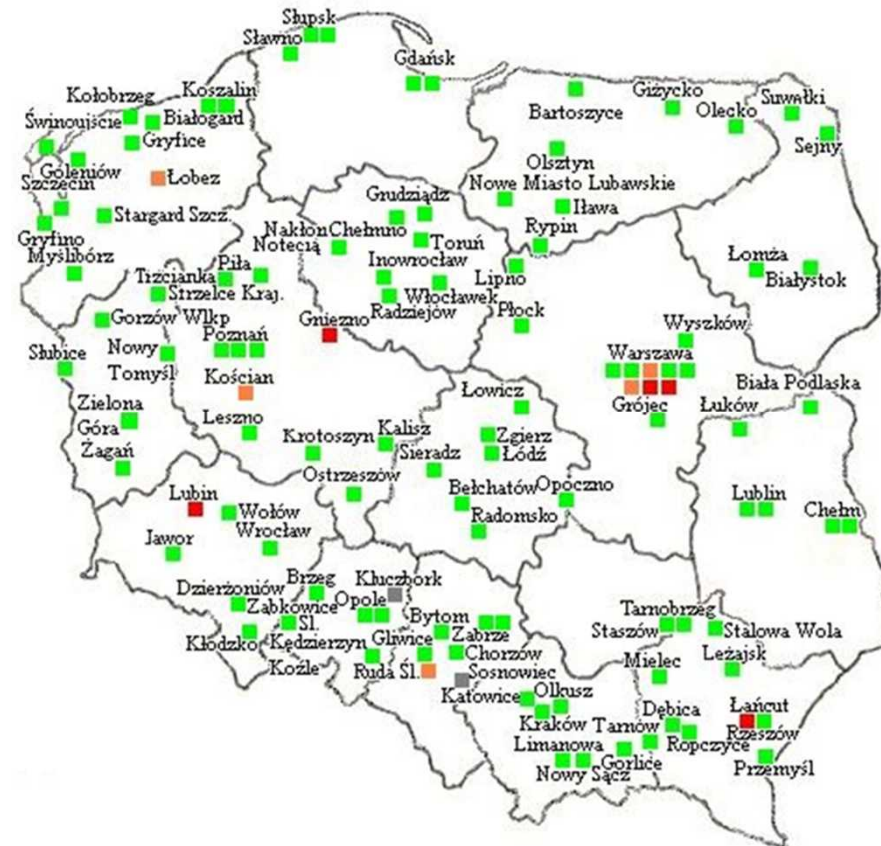 Słupsk
Sławno
Gdańsk
Kołobrzeg
Koszalin
Świnoujście
Białogard
Gryfice
Goleniów
Szczecin
Łobez
Stargard Szcz.
Gryfino
Myślibórz
Giżycko
Bartoszyce
Olecko
Suwałki
Sejny
Olsztyn
Nowe Miasto Lubawskie
Iława
Rypin
Grudziądz
Nakłon Chełmno
Notecią
Toruń
Inowrocław
Włocławek
Radziejów
Lipno
Płock
Łomża
Białystok
Piła
Trzcianka
Strzelce Kraj.
Gorzów Wlkp
Gniezno
Poznań
Słubice
Nowy
Tomyśl
Kościan
Wyszków
Warszawa
Grójec
Biała Podlaska
Łuków
Zielona
Góra
Żagań
Leszno
Krotoszyn
Kalisz
Ostrzeszów
Łowicz
Zgierz
Łódź
Sieradz
Bełchatów
Opoczno
Radomsko
Lublin
Chełm
Lubin
Wołów
Wrocław
Jawor
Dzierżoniów
Ząbkowice
Śl.
Kłodzko
Brzeg
Kluczbork
Opole
Kędzierzyn
Koźle
Bytom
Gliwice
Zabrze
Chorzów
Ruda Śl.
Sosnowiec
Katowice
Olkusz
Kraków
Limanowa
Nowy Sącz
Tarnów
Gorlice
Tarnobrzeg
Staszów
Stalowa Wola
Mielec
Leżajsk
Dębica
Ropczyce
Łańcut
Rzeszów
Przemyśl